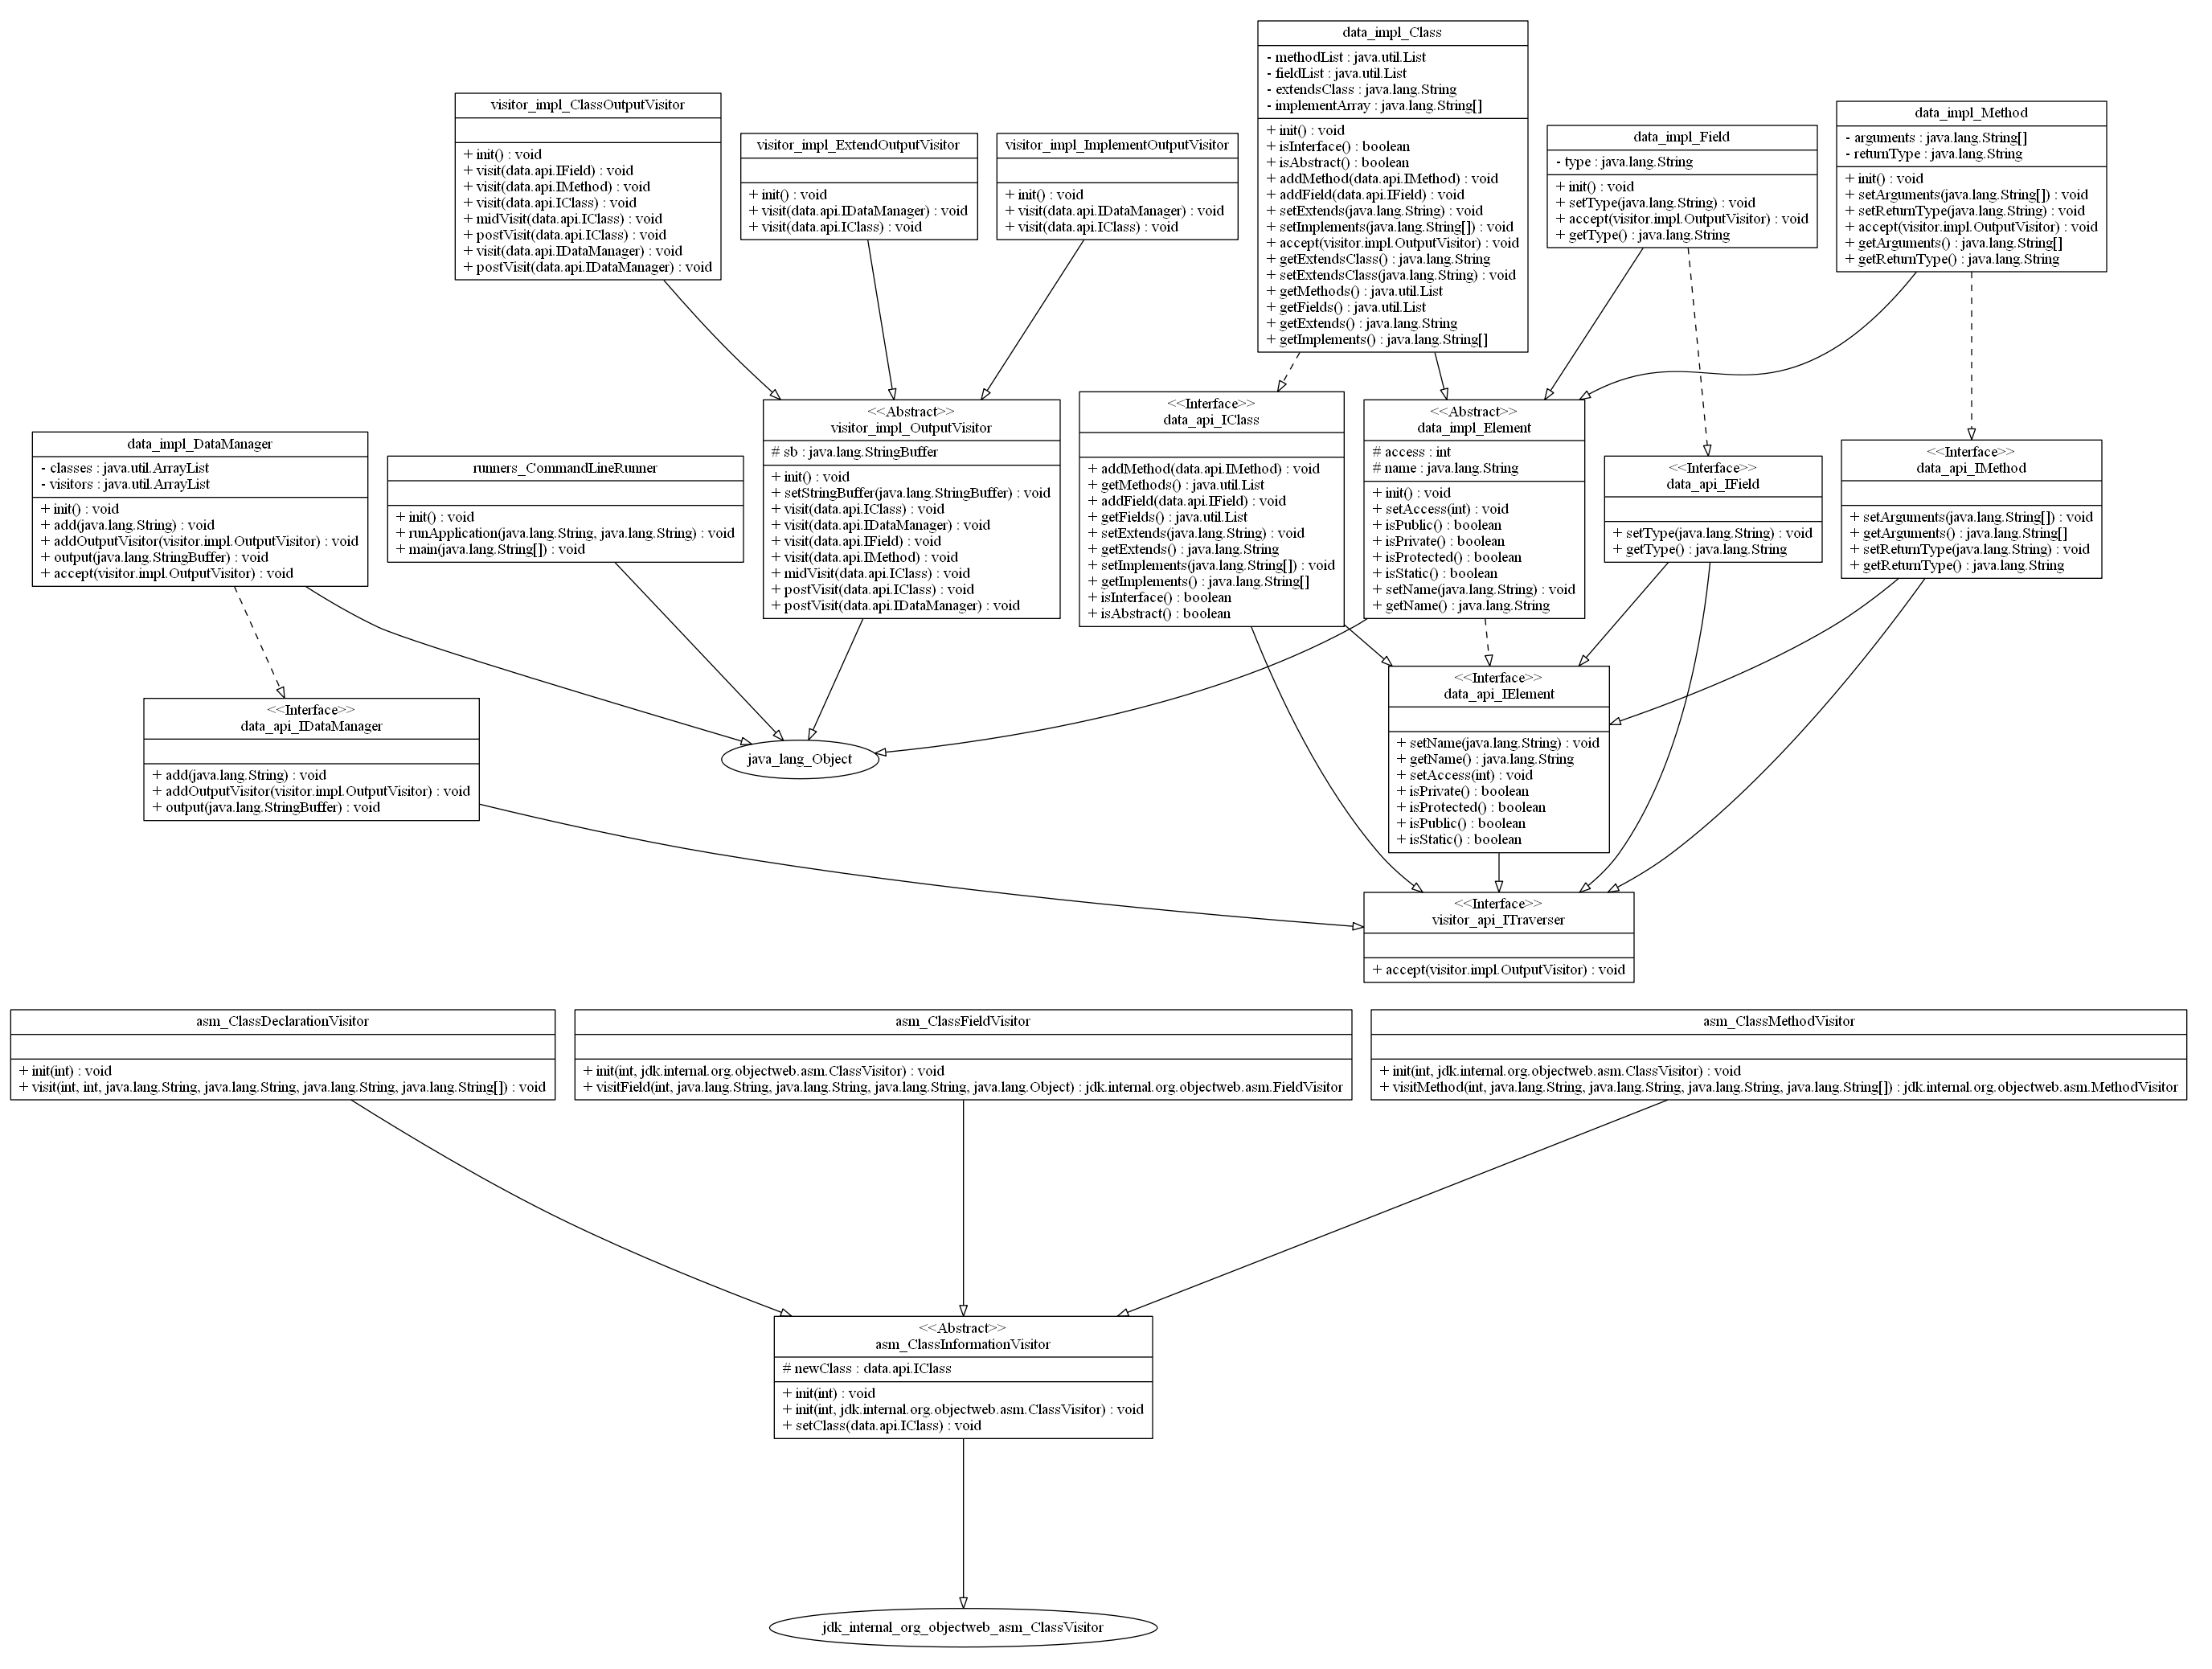 data_impl_Class
- methodList : java.util.List
- fieldList : java.util.List
- extendsClass : java.lang.String
- implementArray : java.lang.String[]
+ init() : void
+ isInterface() : boolean
+ isAbstract() : boolean
+ addMethod(data.api.IMethod) : void
+ addField(data.api.IField) : void
+ setExtends(java.lang.String) : void
+ setImplements(java.lang.String[]) : void
+ accept(visitor.impl.OutputVisitor) : void
+ getExtendsClass() : java.lang.String
+ setExtendsClass(java.lang.String) : void
+ getMethods() : java.util.List
+ getFields() : java.util.List
+ getExtends() : java.lang.String
+ getImplements() : java.lang.String[]
visitor_impl_ClassOutputVisitor
+ init() : void
+ visit(data.api.IField) : void
+ visit(data.api.IMethod) : void
+ visit(data.api.IClass) : void
+ midVisit(data.api.IClass) : void
+ postVisit(data.api.IClass) : void
+ visit(data.api.IDataManager) : void
+ postVisit(data.api.IDataManager) : void
visitor_impl_ExtendOutputVisitor
+ init() : void
+ visit(data.api.IDataManager) : void
+ visit(data.api.IClass) : void
visitor_impl_ImplementOutputVisitor
+ init() : void
+ visit(data.api.IDataManager) : void
+ visit(data.api.IClass) : void
data_impl_Field
- type : java.lang.String
+ init() : void
+ setType(java.lang.String) : void
+ accept(visitor.impl.OutputVisitor) : void
+ getType() : java.lang.String
data_impl_Method
- arguments : java.lang.String[]
- returnType : java.lang.String
+ init() : void
+ setArguments(java.lang.String[]) : void
+ setReturnType(java.lang.String) : void
+ accept(visitor.impl.OutputVisitor) : void
+ getArguments() : java.lang.String[]
+ getReturnType() : java.lang.String
data_impl_DataManager
- classes : java.util.ArrayList
- visitors : java.util.ArrayList
+ init() : void
+ add(java.lang.String) : void
+ addOutputVisitor(visitor.impl.OutputVisitor) : void
+ output(java.lang.StringBuffer) : void
+ accept(visitor.impl.OutputVisitor) : void
runners_CommandLineRunner
+ init() : void
+ runApplication(java.lang.String, java.lang.String) : void
+ main(java.lang.String[]) : void
<<Abstract>>
visitor_impl_OutputVisitor
# sb : java.lang.StringBuffer
+ init() : void
+ setStringBuffer(java.lang.StringBuffer) : void
+ visit(data.api.IClass) : void
+ visit(data.api.IDataManager) : void
+ visit(data.api.IField) : void
+ visit(data.api.IMethod) : void
+ midVisit(data.api.IClass) : void
+ postVisit(data.api.IClass) : void
+ postVisit(data.api.IDataManager) : void
<<Interface>>
data_api_IClass
+ addMethod(data.api.IMethod) : void
+ getMethods() : java.util.List
+ addField(data.api.IField) : void
+ getFields() : java.util.List
+ setExtends(java.lang.String) : void
+ getExtends() : java.lang.String
+ setImplements(java.lang.String[]) : void
+ getImplements() : java.lang.String[]
+ isInterface() : boolean
+ isAbstract() : boolean
<<Abstract>>
data_impl_Element
# access : int
# name : java.lang.String
+ init() : void
+ setAccess(int) : void
+ isPublic() : boolean
+ isPrivate() : boolean
+ isProtected() : boolean
+ isStatic() : boolean
+ setName(java.lang.String) : void
+ getName() : java.lang.String
<<Interface>>
data_api_IField
+ setType(java.lang.String) : void
+ getType() : java.lang.String
<<Interface>>
data_api_IMethod
+ setArguments(java.lang.String[]) : void
+ getArguments() : java.lang.String[]
+ setReturnType(java.lang.String) : void
+ getReturnType() : java.lang.String
<<Interface>>
data_api_IDataManager
+ add(java.lang.String) : void
+ addOutputVisitor(visitor.impl.OutputVisitor) : void
+ output(java.lang.StringBuffer) : void
java_lang_Object
<<Interface>>
data_api_IElement
+ setName(java.lang.String) : void
+ getName() : java.lang.String
+ setAccess(int) : void
+ isPrivate() : boolean
+ isProtected() : boolean
+ isPublic() : boolean
+ isStatic() : boolean
<<Interface>>
visitor_api_ITraverser
+ accept(visitor.impl.OutputVisitor) : void
asm_ClassDeclarationVisitor
+ init(int) : void
+ visit(int, int, java.lang.String, java.lang.String, java.lang.String, java.lang.String[]) : void
asm_ClassFieldVisitor
+ init(int, jdk.internal.org.objectweb.asm.ClassVisitor) : void
+ visitField(int, java.lang.String, java.lang.String, java.lang.String, java.lang.Object) : jdk.internal.org.objectweb.asm.FieldVisitor
asm_ClassMethodVisitor
+ init(int, jdk.internal.org.objectweb.asm.ClassVisitor) : void
+ visitMethod(int, java.lang.String, java.lang.String, java.lang.String, java.lang.String[]) : jdk.internal.org.objectweb.asm.MethodVisitor
<<Abstract>>
asm_ClassInformationVisitor
# newClass : data.api.IClass
+ init(int) : void
+ init(int, jdk.internal.org.objectweb.asm.ClassVisitor) : void
+ setClass(data.api.IClass) : void
jdk_internal_org_objectweb_asm_ClassVisitor